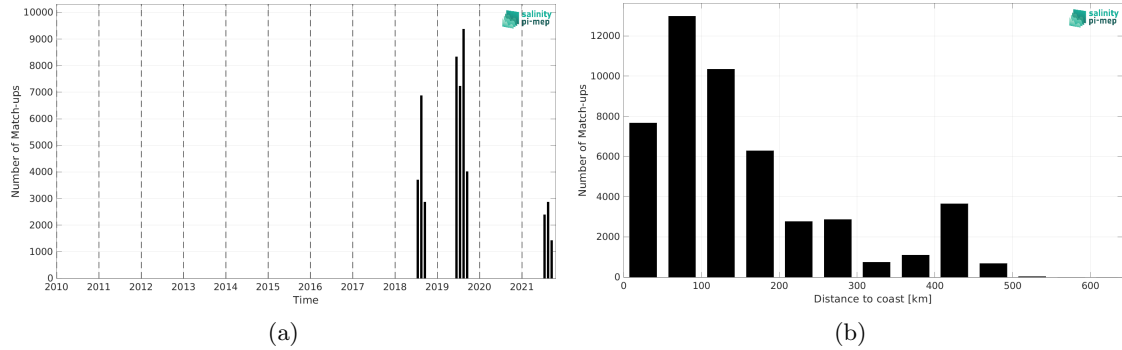 salinity
pi-mep
10000
9000
8000
7000
6000
5000
4000
3000
2000
1000
0
Number of Match-ups
2010 2011 2012 2013 2014 2015 2016 2017 2018 2019 2020 2021
Time
(a)
salinity
pi-mep
12000
10000
8000
6000
4000
2000
0
Number of Match-ups
0 100 200 300 400 500 600
Distance to coast [km]
(b)